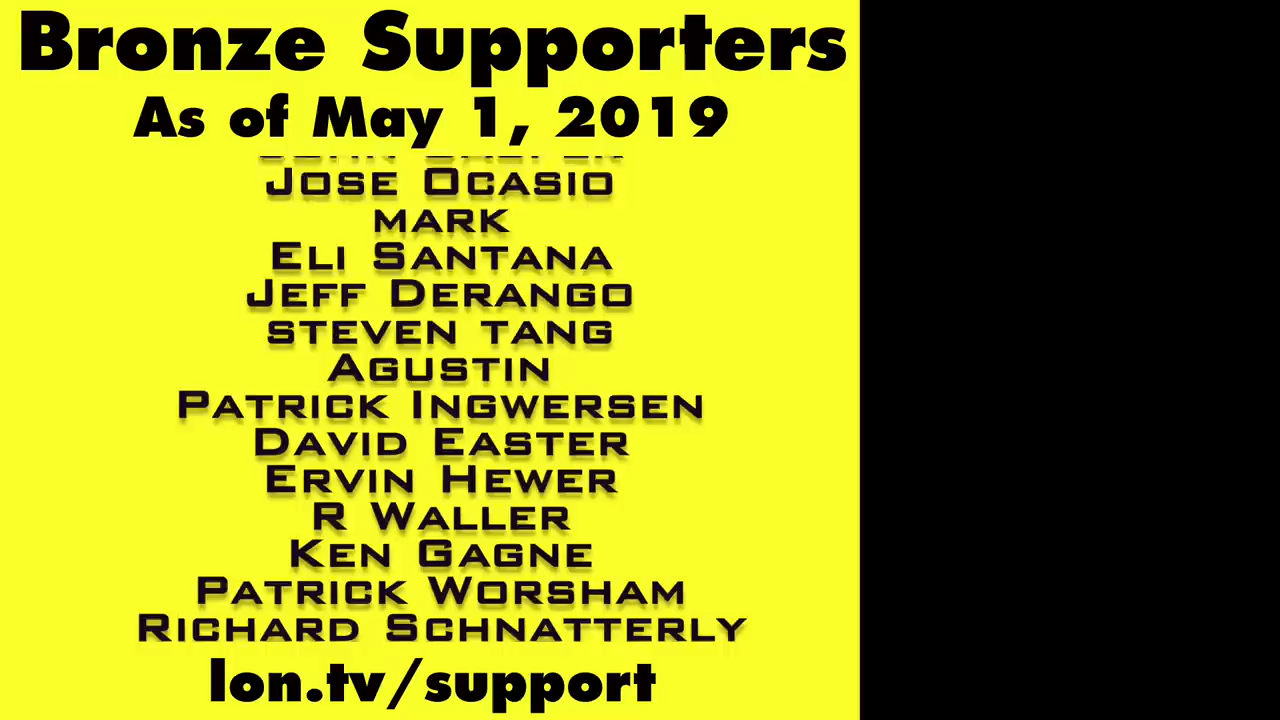 Bronze Supporters
As of May 1, 2019
Jose Ocasio
mark
Eli Santana
Jeff Derango
steven tang
Agustin
Patrick Ingwersen
David Easter
Ervin Hewer
R Waller
Ken Gagne
Patrick Worsham
Richard Schnatterly
lon.tv/support